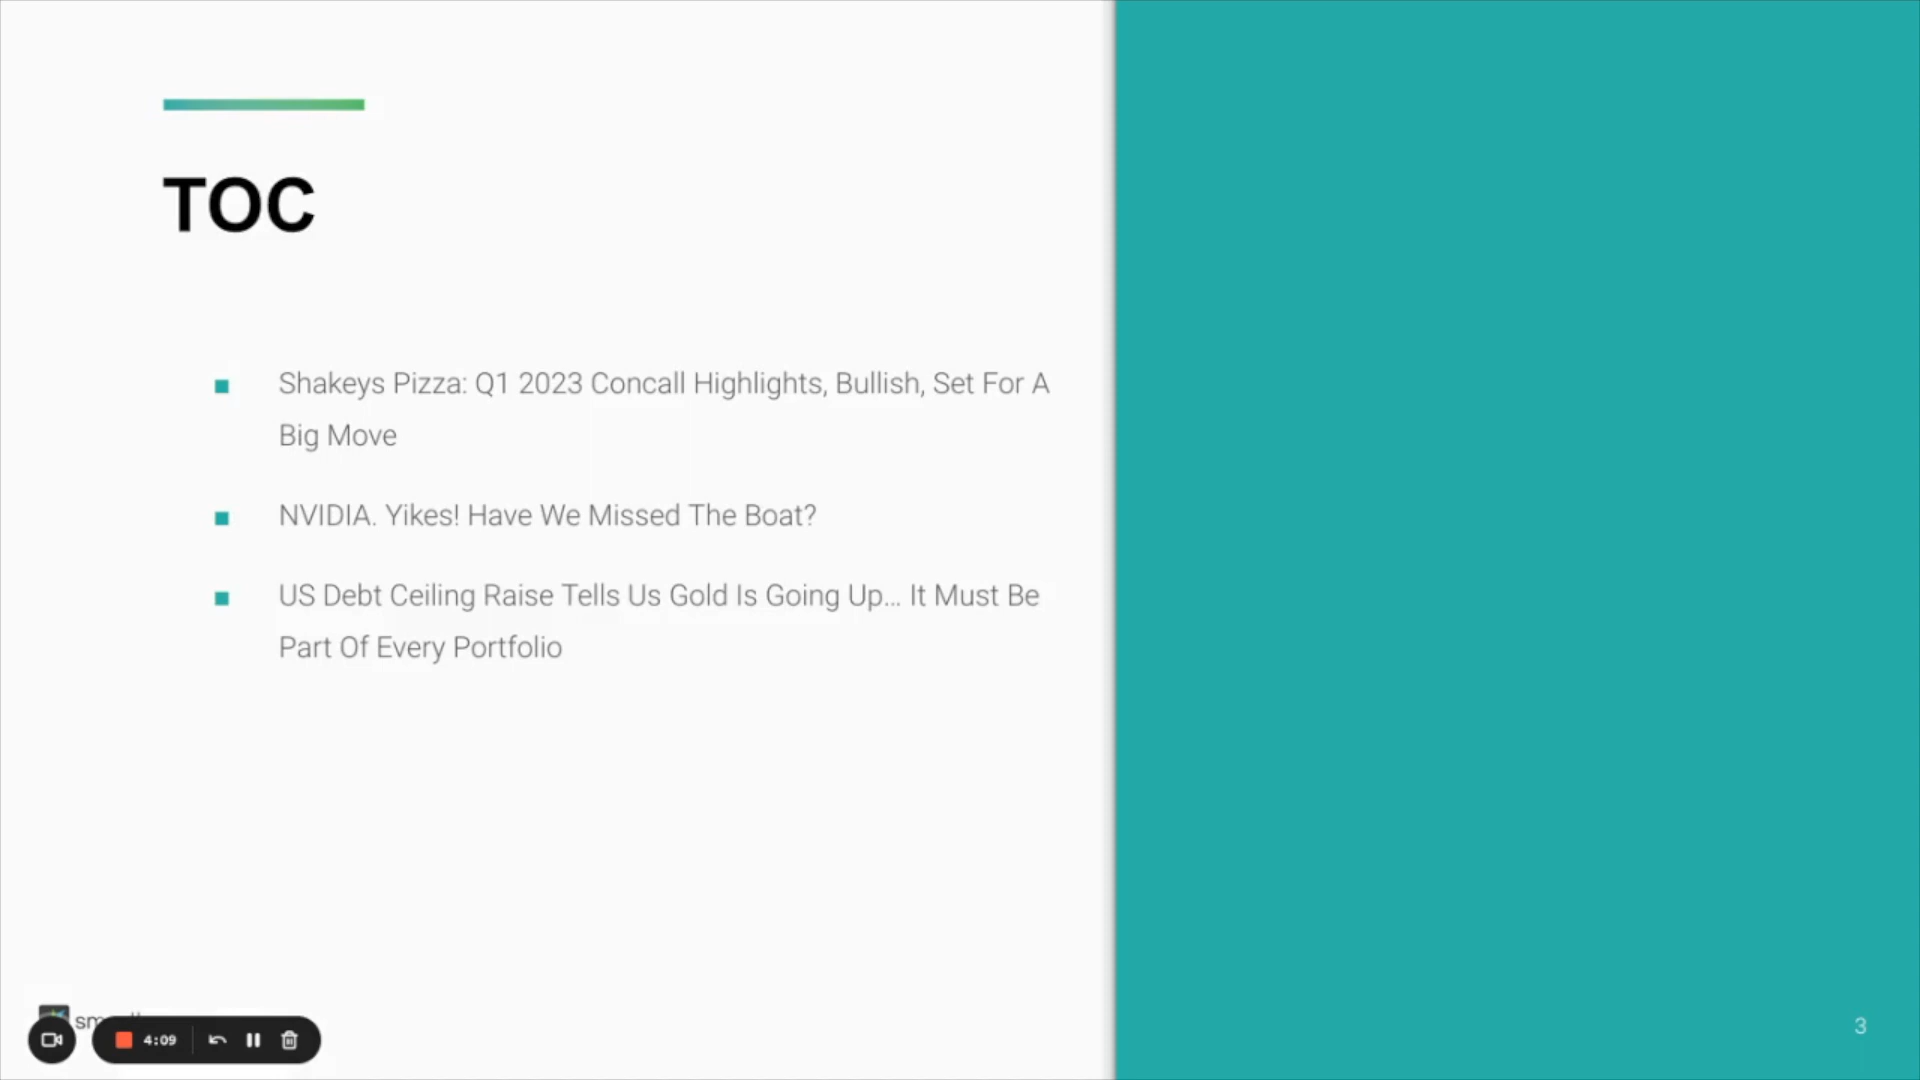 TOC
Shakeys Pizza: Q1 2023 Concall Highlights, Bullish, Set For A
Big Move
NVIDIA. Yikes! Have We Missed The Boat?
US Debt Ceiling Raise Tells Us Gold Is Going Up... It Must Be
Part Of Every Portfolio
4:09
3